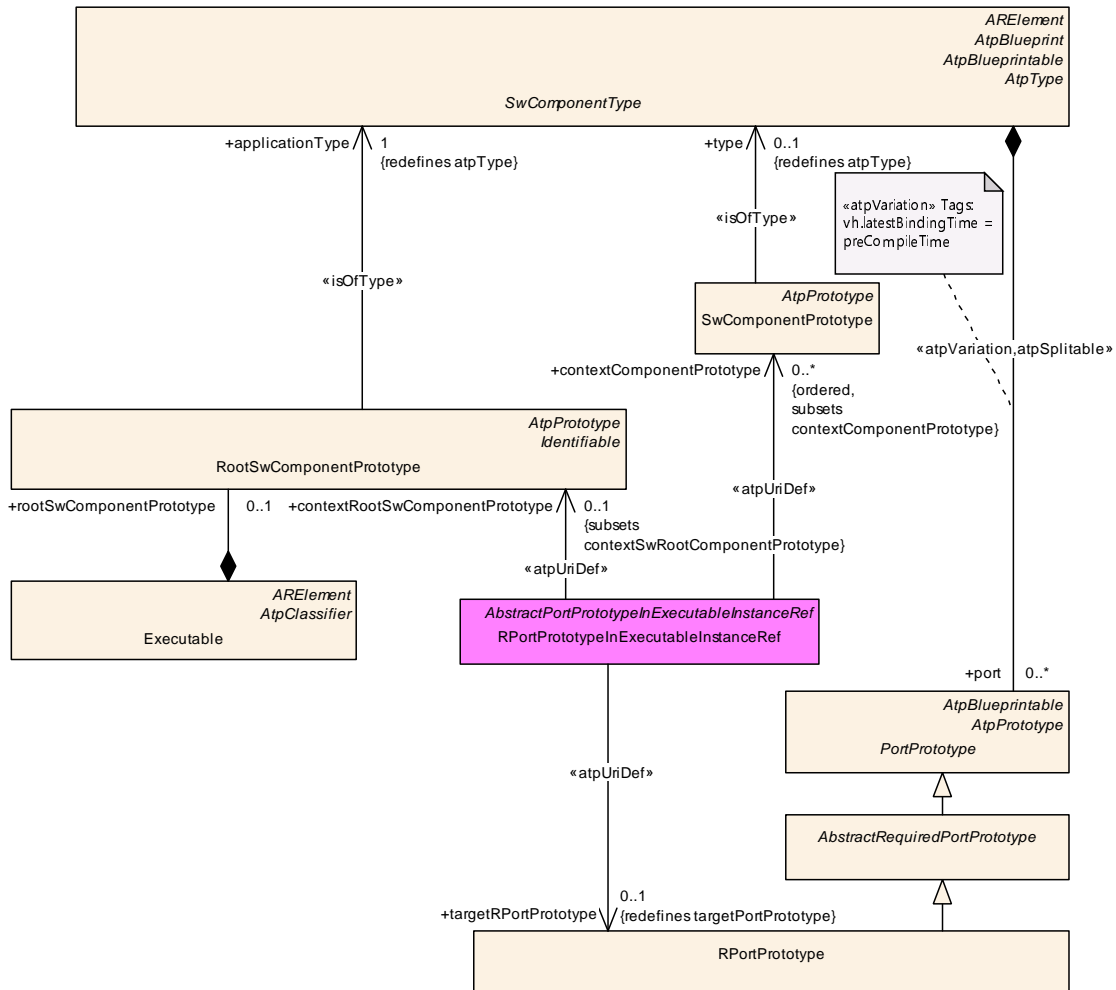 ARElement
AtpBlueprint
AtpBlueprintable
AtpType
SwComponentType
+applicationType
1
{redefines atpType}
+type
0..1
{redefines atpType}
«atpVariation» Tags:
vh.latestBindingTime =
preCompileTime
«isOfType»
«isOfType»
AtpPrototype
SwComponentPrototype
«atpVariation,atpSplitable»
+contextComponentPrototype
0..*
{ordered,
subsets
contextComponentPrototype}
AtpPrototype
Identifiable
RootSwComponentPrototype
«atpUriDef»
+rootSwComponentPrototype
0..1
+contextRootSwComponentPrototype
0..1
{subsets
contextSwRootComponentPrototype}
«atpUriDef»
ARElement
AtpClassifier
Executable
AbstractPortPrototypeInExecutableInstanceRef
RPortPrototypeInExecutableInstanceRef
+port
0..*
AtpBlueprintable
AtpPrototype
PortPrototype
«atpUriDef»
AbstractRequiredPortPrototype
+targetRPortPrototype
0..1
{redefines targetPortPrototype}
RPortPrototype